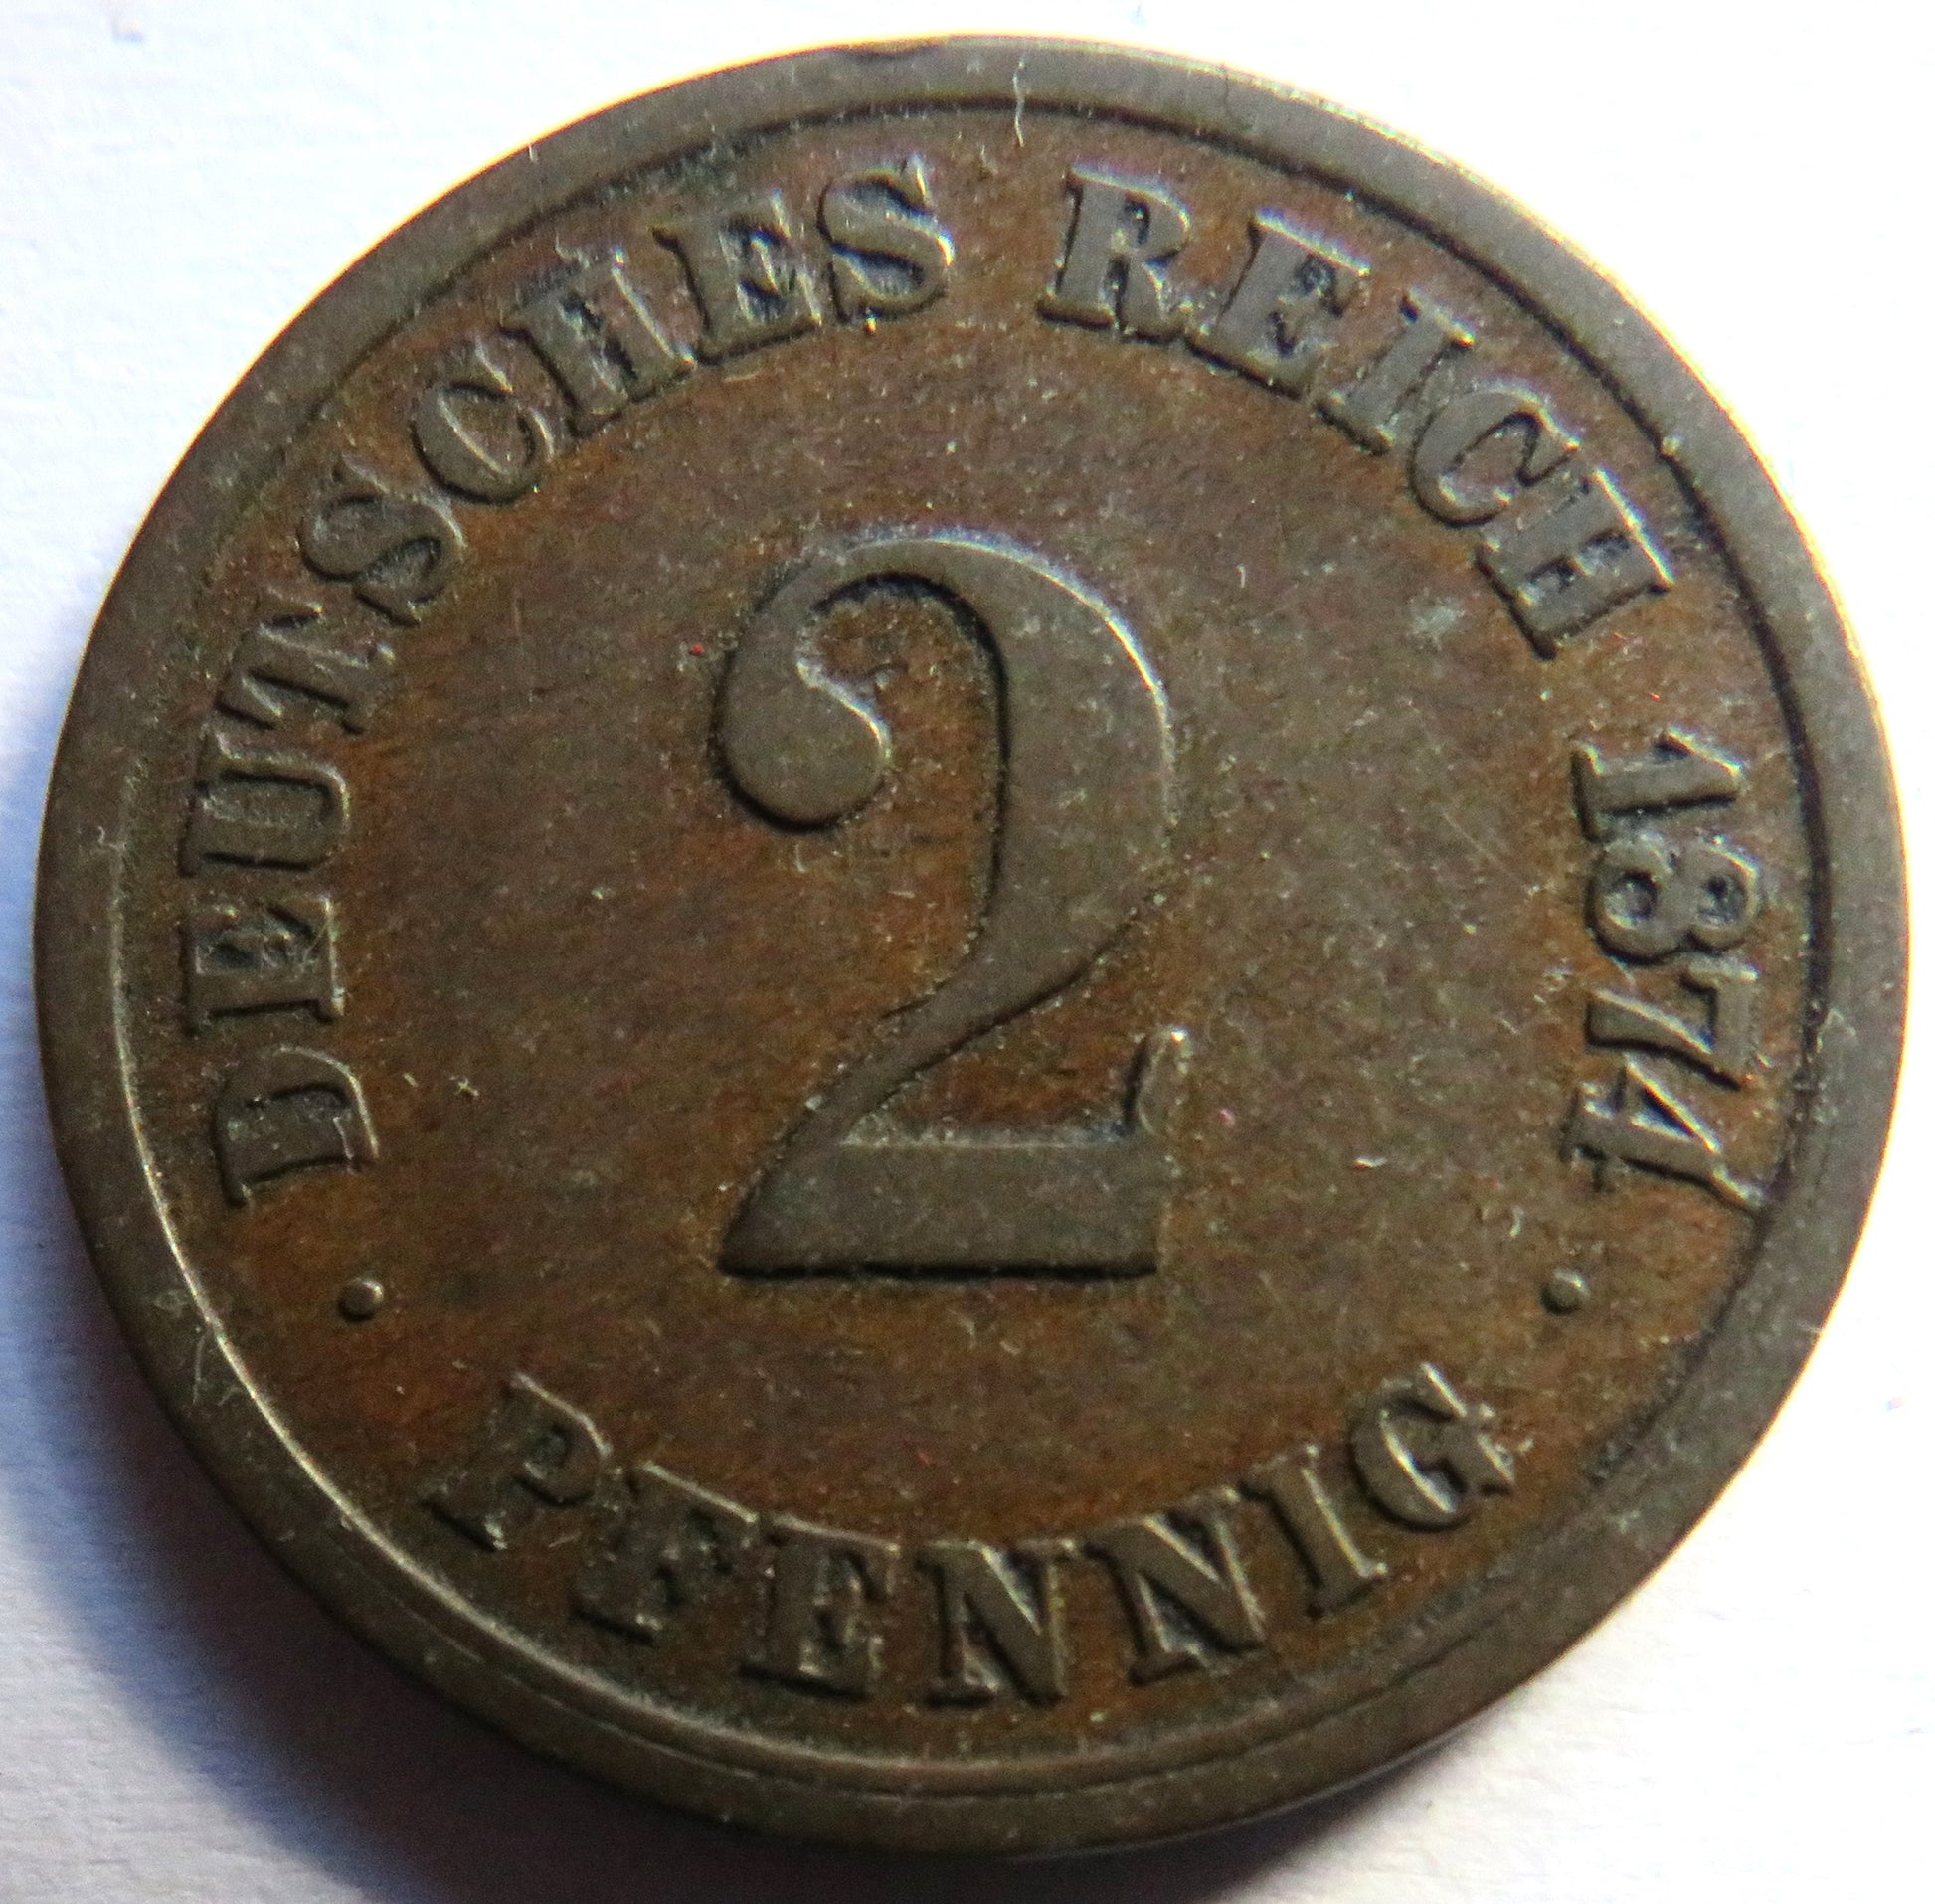 DEUTSCHES REICH 1874
2
· PFENNIG ·